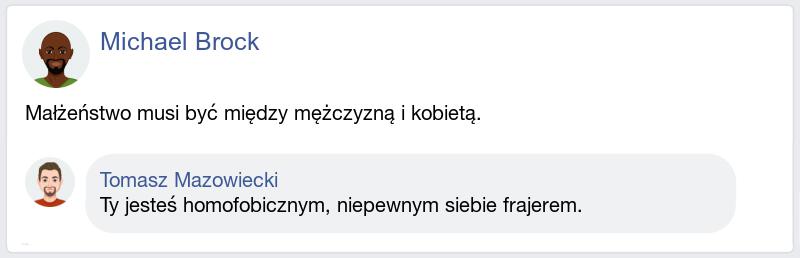 Michael Brock
Małżeństwo musi być między mężczyzną i kobietą.
Tomasz Mazowiecki
Ty jesteś homofobicznym, niepewnym siebie frajerem.